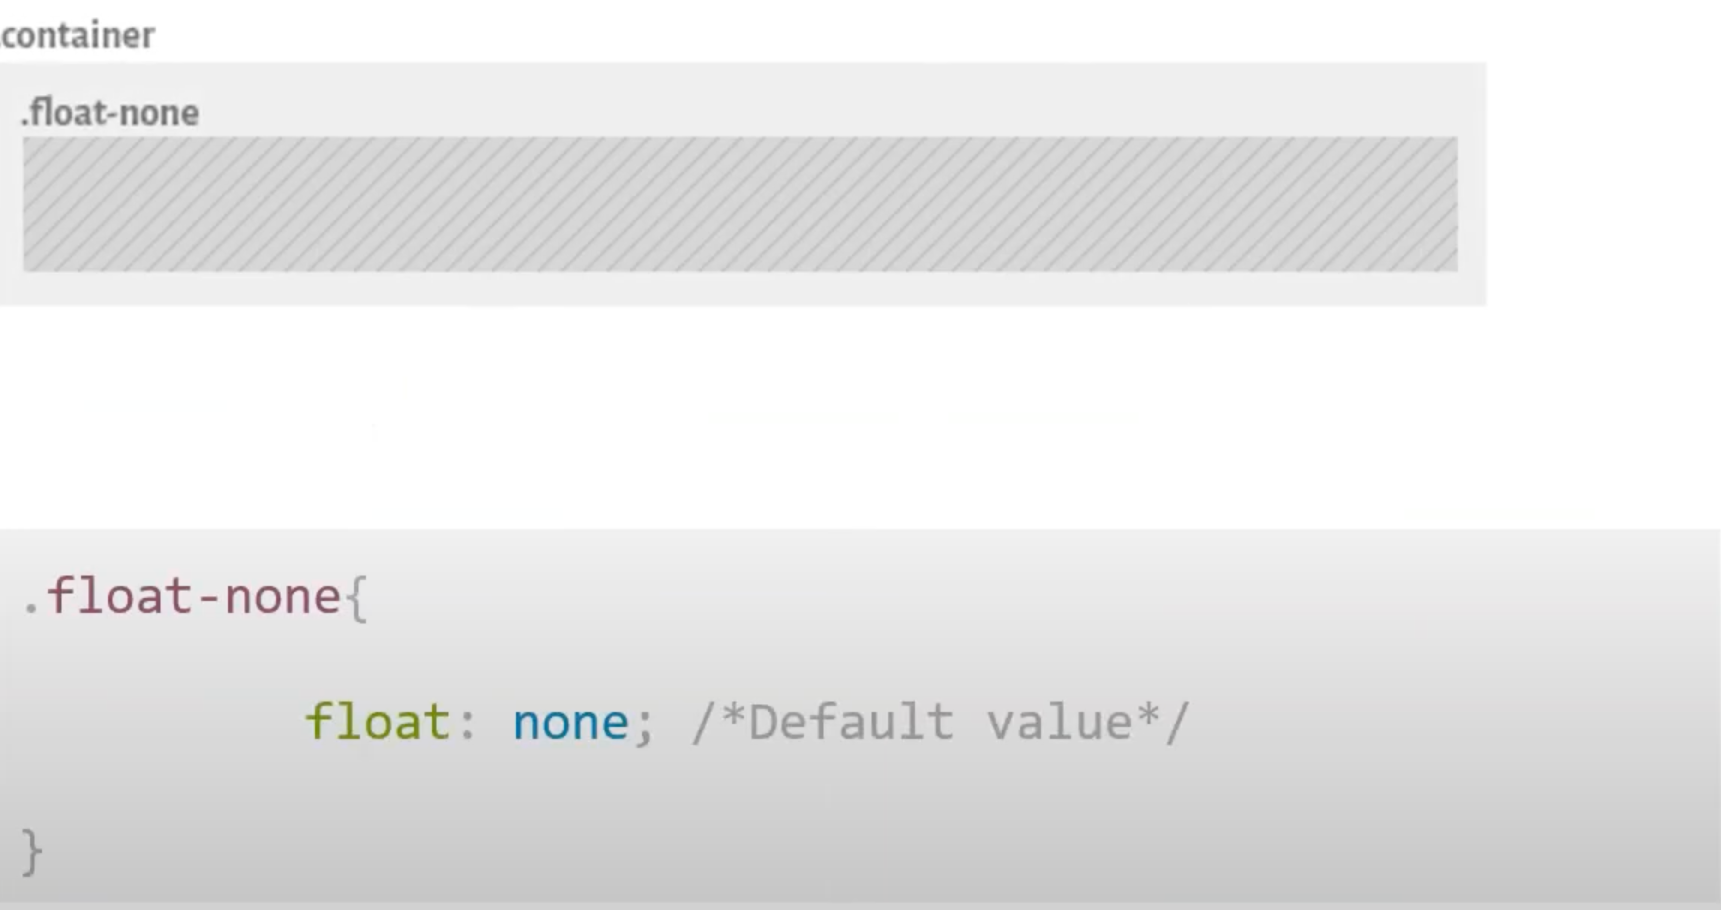 container
.float-none
.float-none{
float: none; /*Default value*/
}